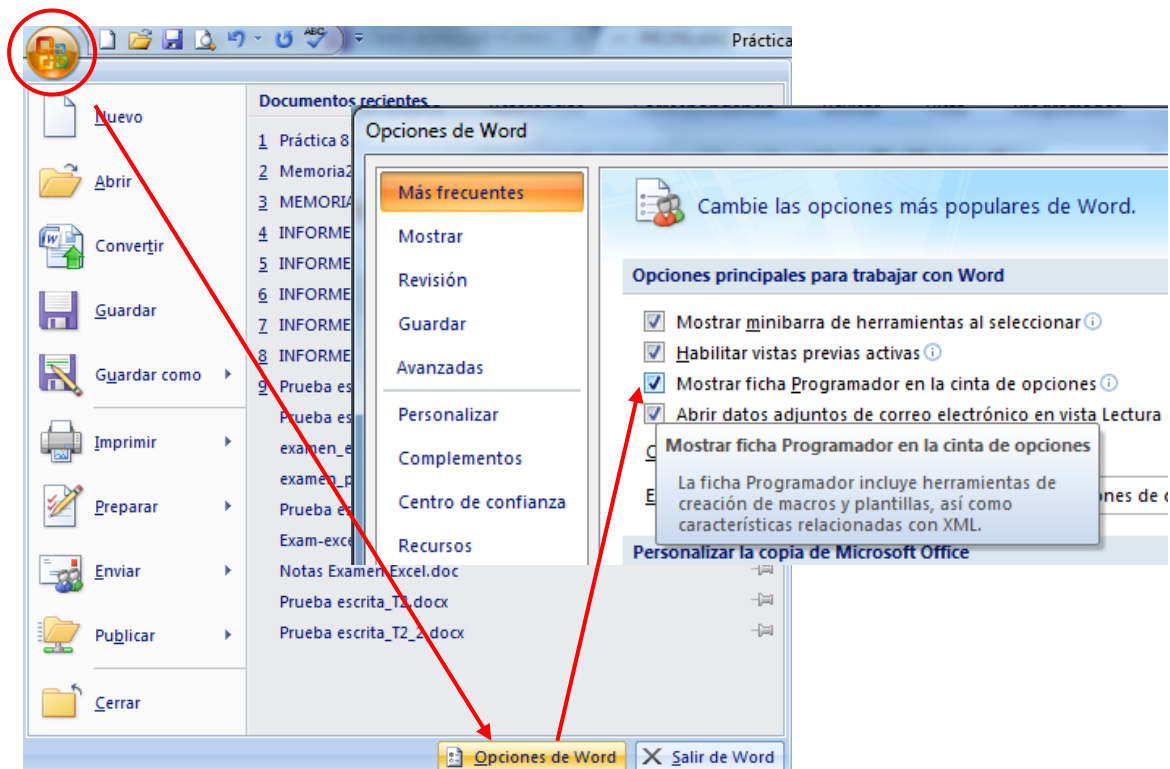 ABC
Práctica
Nuevo
Abrir
Convertir
Guardar
Guardar como
Imprimir
Preparar
Enviar
Publicar
Cerrar
Documentos recientes
1 Práctica 8
2 Memoria2
3 MEMORIA
4 INFORME
5 INFORME
6 INFORME
7 INFORME
8 INFORME
9 Prueba es
Prueba es
examen_e
examen_p
Prueba es
Exam-exce
Notas Examen Excel.doc
Prueba escrita_T2.docx
Prueba escrita_T2_2.docx
Opciones de Word
Salir de Word
Opciones de Word
Más frecuentes
Mostrar
Revisión
Guardar
Avanzadas
Personalizar
Complementos
Centro de confianza
Recursos
Cambie las opciones más populares de Word.
Opciones principales para trabajar con Word
Mostrar minibarra de herramientas al seleccionar
Habilitar vistas previas activas
Mostrar ficha Programador en la cinta de opciones
Abrir datos adjuntos de correo electrónico en vista Lectura
Mostrar ficha Programador en la cinta de opciones
La ficha Programador incluye herramientas de
creación de macros y plantillas, así como
características relacionadas con XML.
Personalizar la copia de Microsoft Office